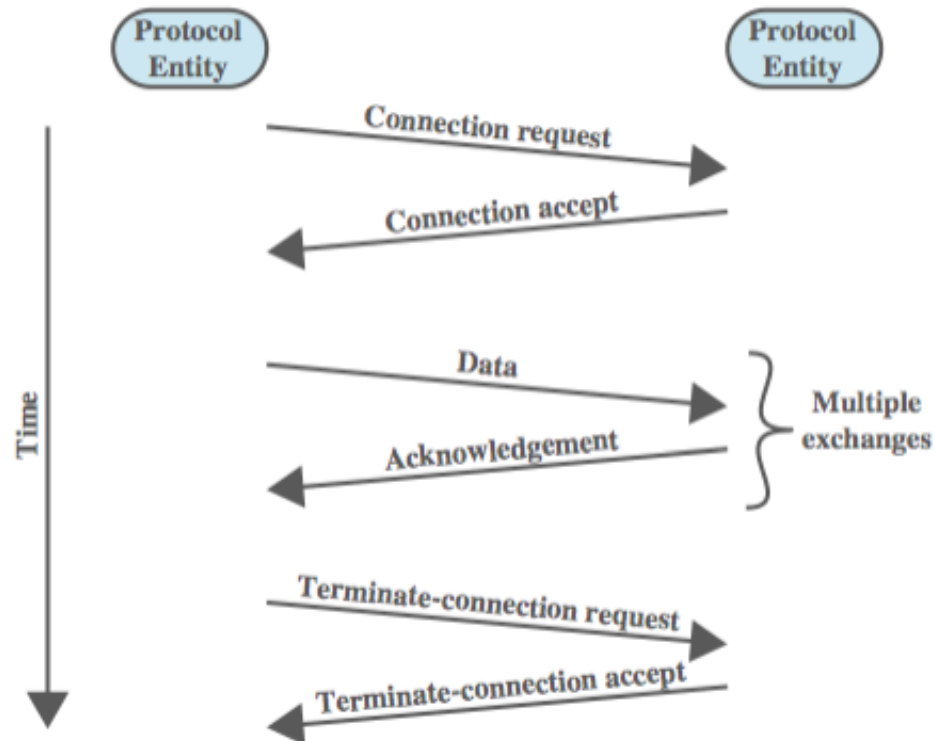 Protocol
Entity
Protocol
Entity
Connection request
Connection accept
Time
Data
Acknowledgement
Multiple
exchanges
Terminate-connection request
Terminate-connection accept